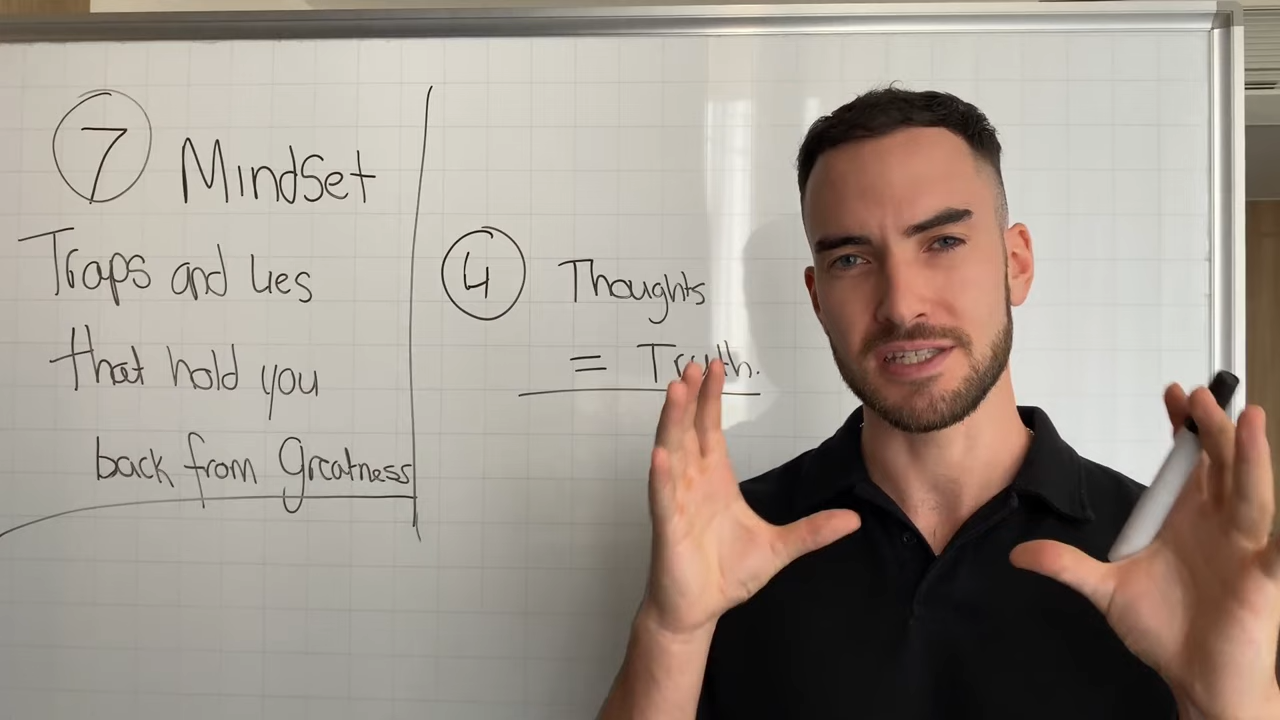 7 MindSet
Traps and lies
that hold you
back from Greatness
4 Thoughts
= Truth.